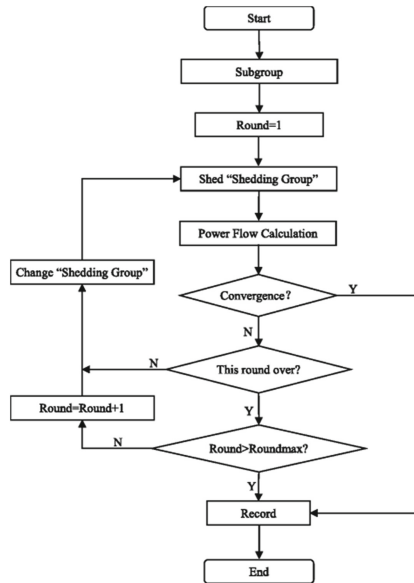 Start
Subgroup
Round=1
Shed “Shedding Group”
Power Flow Calculation
Change “Shedding Group”
Convergence?
Y
N
This round over?
N
Y
Round=Round+1
Round>Roundmax?
N
Y
Record
End